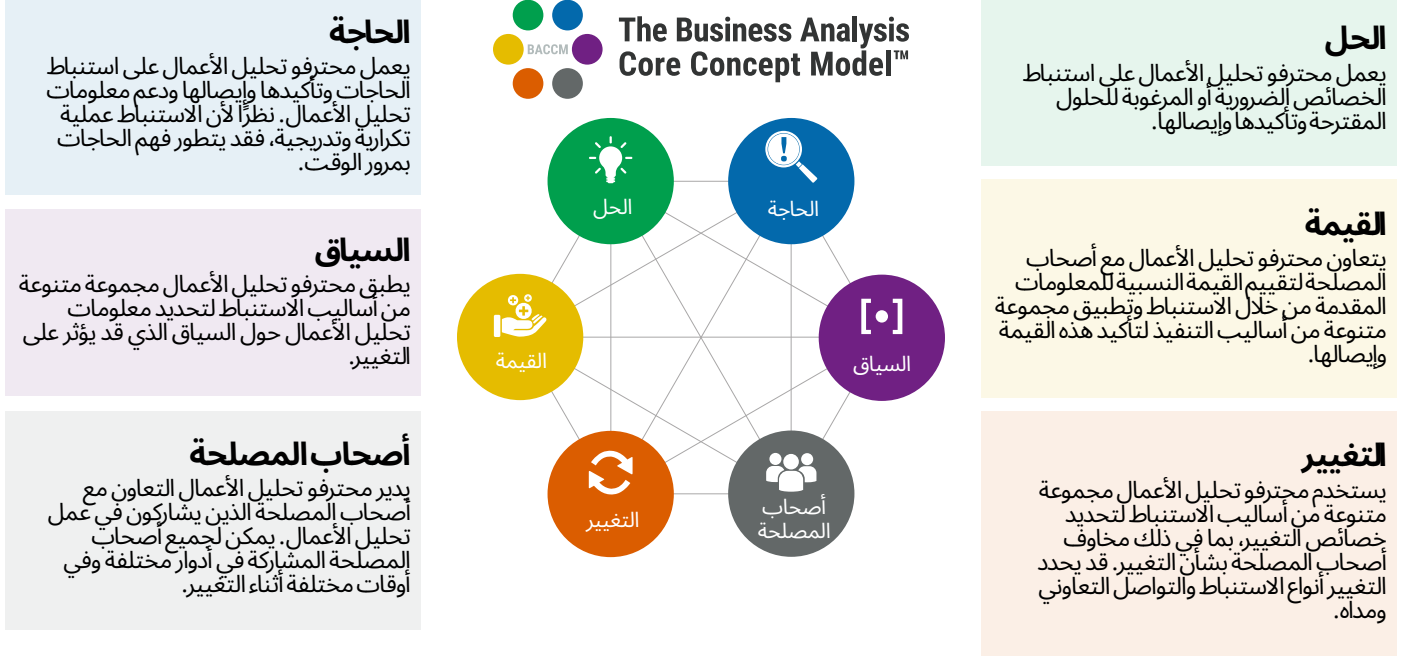 BACCM
The Business Analysis
Core Concept Model™
الحاجة
يعمل محترفو تحليل الأعمال على استنباط
الحاجات وتأكيدها وإيصالها ودعم معلومات
تحليل الأعمال. نظرًا لأن الاستنباط عملية
تكرارية وتدريجية، فقد يتطور فهم الحاجات
بمرور الوقت.
السياق
يطبق محترفو تحليل الأعمال مجموعة متنوعة
من أساليب الاستنباط لتحديد معلومات
تحليل الأعمال حول السياق الذي قد يؤثر على
التغيير.
أصحاب المصلحة
يدير محترفو تحليل الأعمال التعاون مع
أصحاب المصلحة الذين يشاركون في عمل
تحليل الأعمال. يمكن لجميع أصحاب
المصلحة المشاركة في أدوار مختلفة وفي
أوقات مختلفة أثناء التغيير.
الحل
الحاجة
القيمة
السياق
التغيير
أصحاب
المصلحة
الحل
يعمل محترفو تحليل الأعمال على استنباط
الخصائص الضرورية أو المرغوبة للحلول
المقترحة وتأكيدها وإيصالها.
القيمة
يتعاون محترفو تحليل الأعمال مع أصحاب
المصلحة لتقييم القيمة النسبية للمعلومات
المقدمة من خلال الاستنباط وتطبيق مجموعة
متنوعة من أساليب التنفيذ لتأكيد هذه القيمة
وإيصالها.
التغيير
يستخدم محترفو تحليل الأعمال مجموعة
متنوعة من أساليب الاستنباط لتحديد
خصائص التغيير، بما في ذلك مخاوف
أصحاب المصلحة بشأن التغيير. قد يحدد
التغيير أنواع الاستنباط والتواصل التعاوني
ومداه.